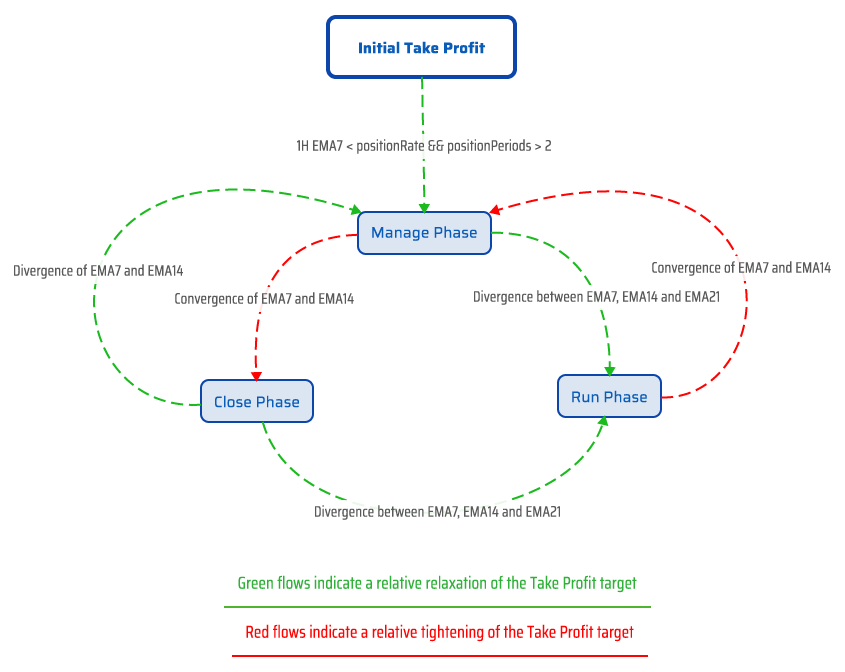 Initial Take Profit
1H EMA7 < positionRate && positionPeriods > 2
Manage Phase
Divergence of EMA7 and EMA14
Convergence of EMA7 and EMA14
Convergence of EMA7 and EMA14
Divergence between EMA7, EMA14 and EMA21
Close Phase
Run Phase
Divergence between EMA7, EMA14 and EMA21
Green flows indicate a relative relaxation of the Take Profit target
Red flows indicate a relative tightening of the Take Profit target